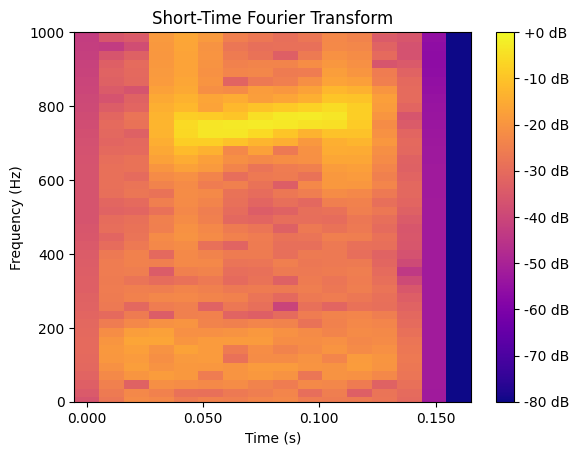 Short-Time Fourier Transform
1000
800
600
400
200
0
Frequency (Hz)
0.000
0.050
0.100
0.150
Time (s)
+0 dB
-10 dB
-20 dB
-30 dB
-40 dB
-50 dB
-60 dB
-70 dB
-80 dB